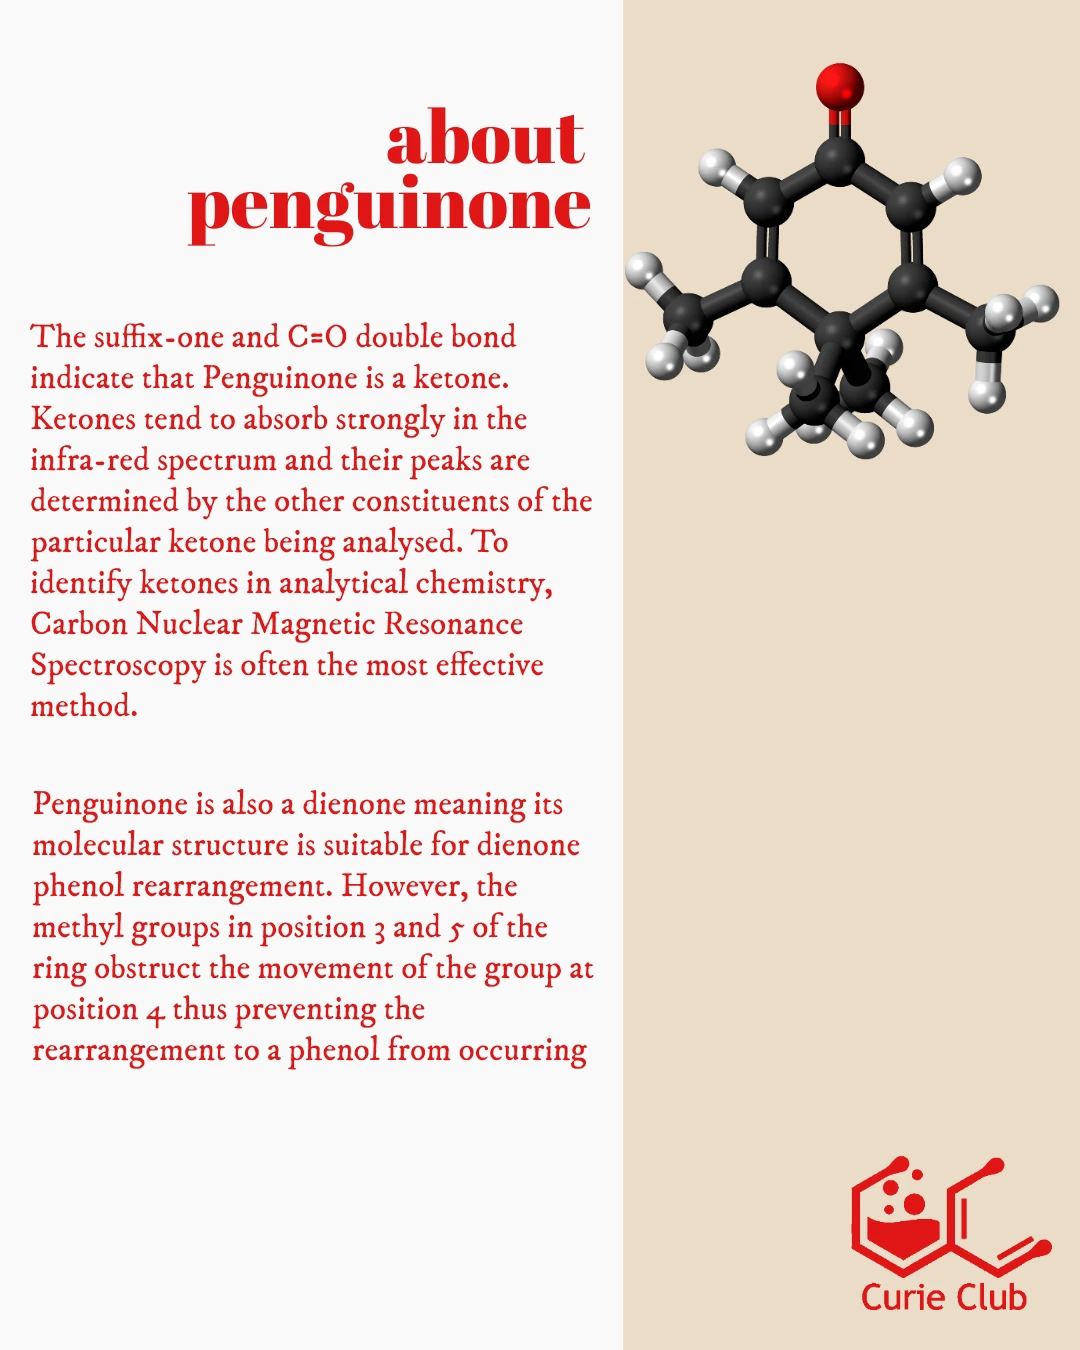 about
penguinone
The suffix-one and C=O double bond
indicate that Penguinone is a ketone.
Ketones tend to absorb strongly in the
infra-red spectrum and their peaks are
determined by the other constituents of the
particular ketone being analysed. To
identify ketones in analytical chemistry,
Carbon Nuclear Magnetic Resonance
Spectroscopy is often the most effective
method.
Penguinone is also a dienone meaning its
molecular structure is suitable for dienone
phenol rearrangement. However, the
methyl groups in position 3 and 5 of the
ring obstruct the movement of the group at
position 4 thus preventing the
rearrangement to a phenol from occurring
Curie Club